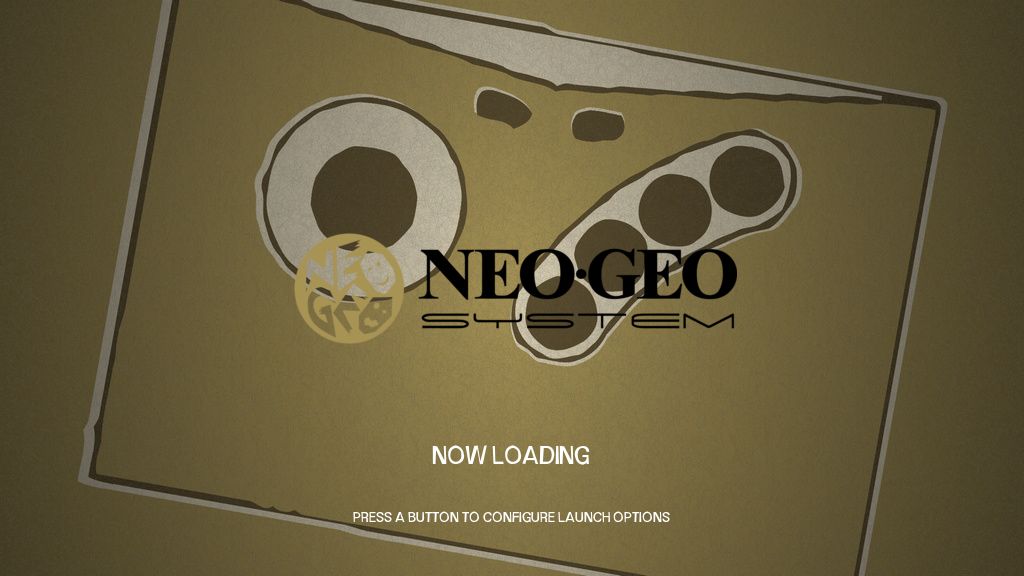 NEO
GEO
NEO·GEO
SYSTEM
NOW LOADING
PRESS A BUTTON TO CONFIGURE LAUNCH OPTIONS